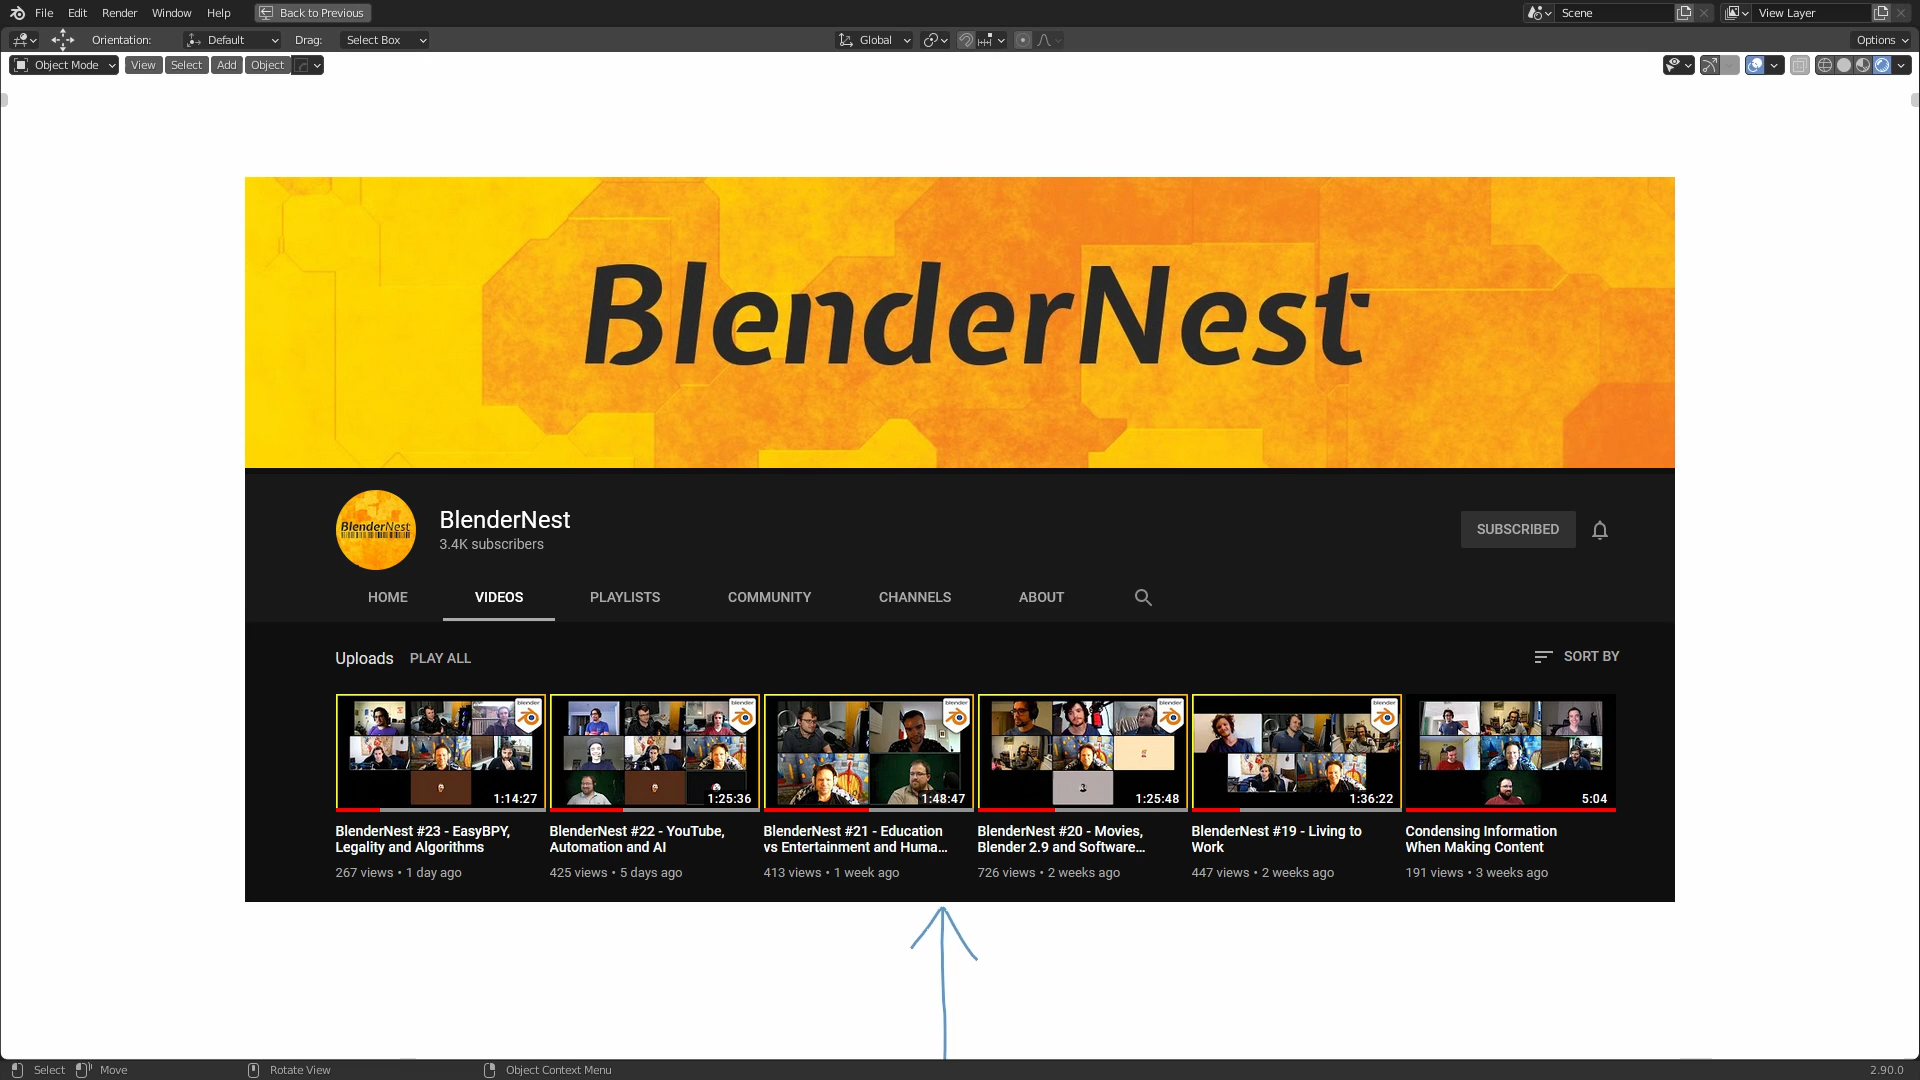 File Edit Render Window Help Back to Previous Scene View Layer
Orientation: Default Drag: Select Box Global Options
Object Mode View Select Add Object
BlenderNest
BlenderNest
BlenderNest
3.4K subscribers
SUBSCRIBED
HOME VIDEOS PLAYLISTS COMMUNITY CHANNELS ABOUT
Uploads PLAY ALL SORT BY
blender blender blender blender blender
1:14:27 1:25:36 1:48:47 1:25:48 1:36:22 5:04
BlenderNest #23 - EasyBPY, Legality and Algorithms
267 views • 1 day ago
BlenderNest #22 - YouTube, Automation and AI
425 views • 5 days ago
BlenderNest #21 - Education vs Entertainment and Huma...
413 views • 1 week ago
BlenderNest #20 - Movies, Blender 2.9 and Software...
726 views • 2 weeks ago
BlenderNest #19 - Living to Work
447 views • 2 weeks ago
Condensing Information When Making Content
191 views • 3 weeks ago
Select Move Rotate View Object Context Menu 2.90.0